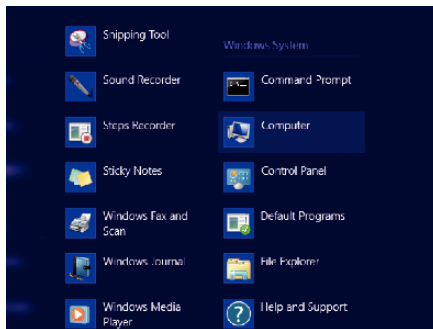 Snipping Tool
Sound Recorder
Steps Recorder
Sticky Notes
Windows Fax and
Scan
Windows Journal
Windows Media
Player
Windows System
Command Prompt
Computer
Control Panel
Default Programs
File Explorer
Help and Support